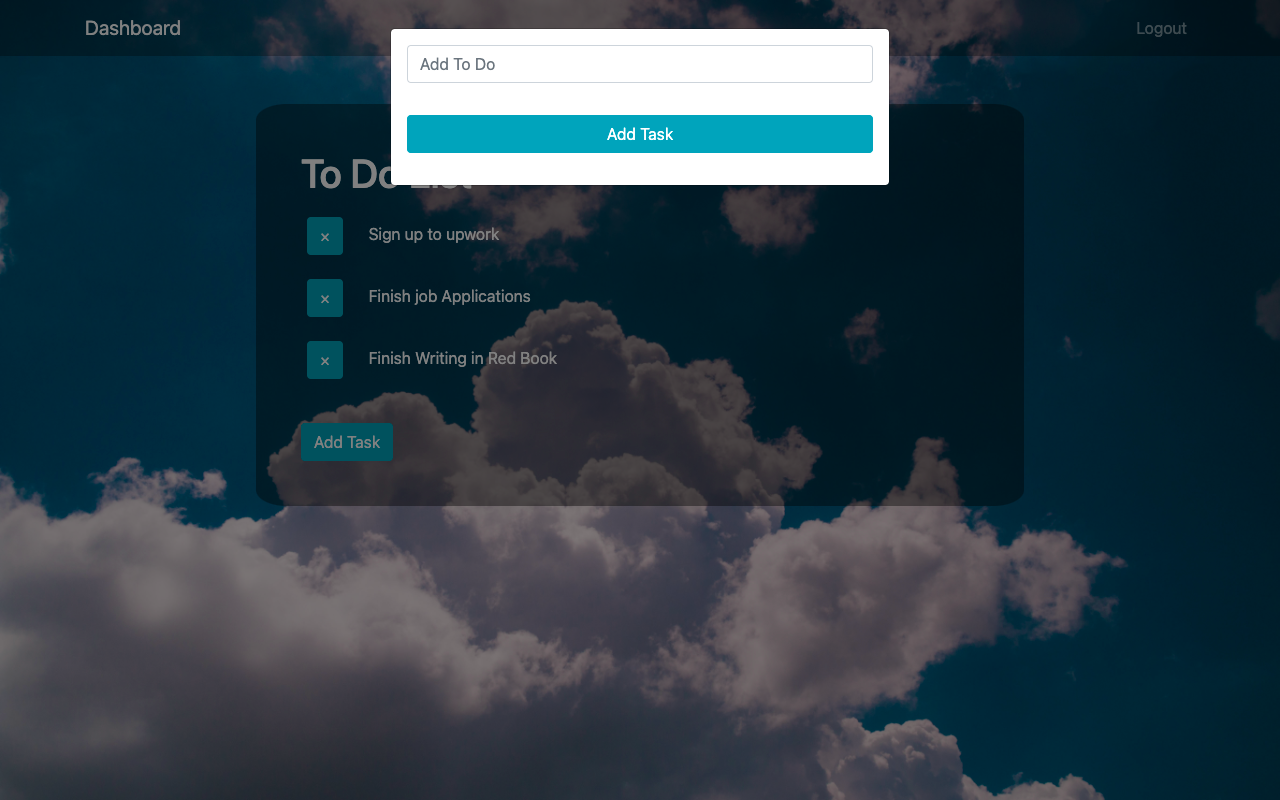 Dashboard
Logout
Add To Do
Add Task
To Do List
× Sign up to upwork
× Finish job Applications
× Finish Writing in Red Book
Add Task